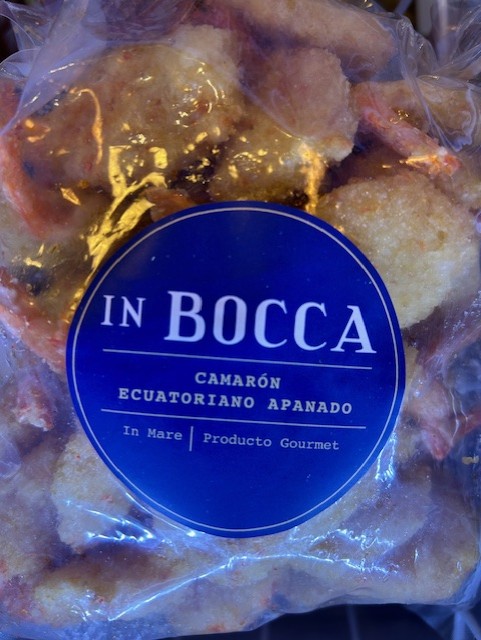 IN BOCCA
CAMARÓN
ECUATORIANO APANADO
In Mare | Producto Gourmet